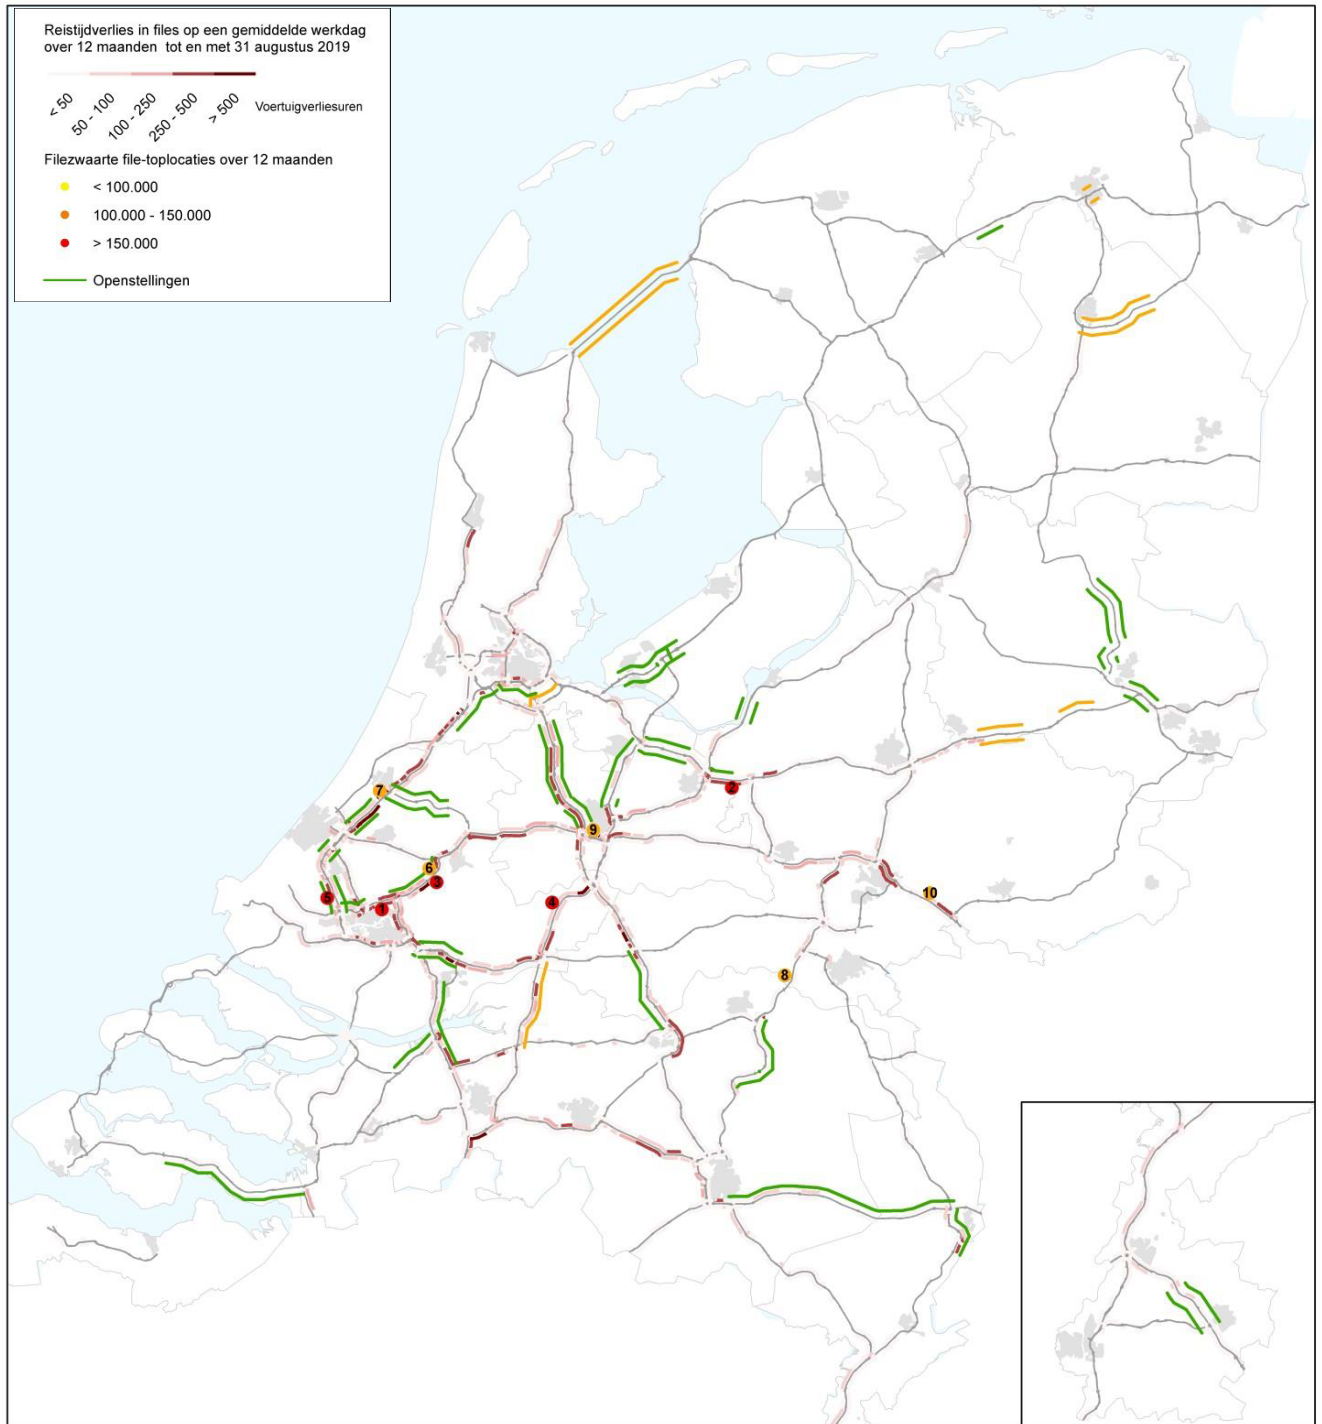 Reistijdverlies in files op een gemiddelde werkdag
over 12 maanden tot en met 31 augustus 2019
< 50
50 - 100
100 - 250
250 - 500
> 500
Voertuigverliesuren
Filezwaarte file-toplocaties over 12 maanden
< 100.000
100.000 - 150.000
> 150.000
Openstellingen
7
2
9
6
3
5
1
4
10
8